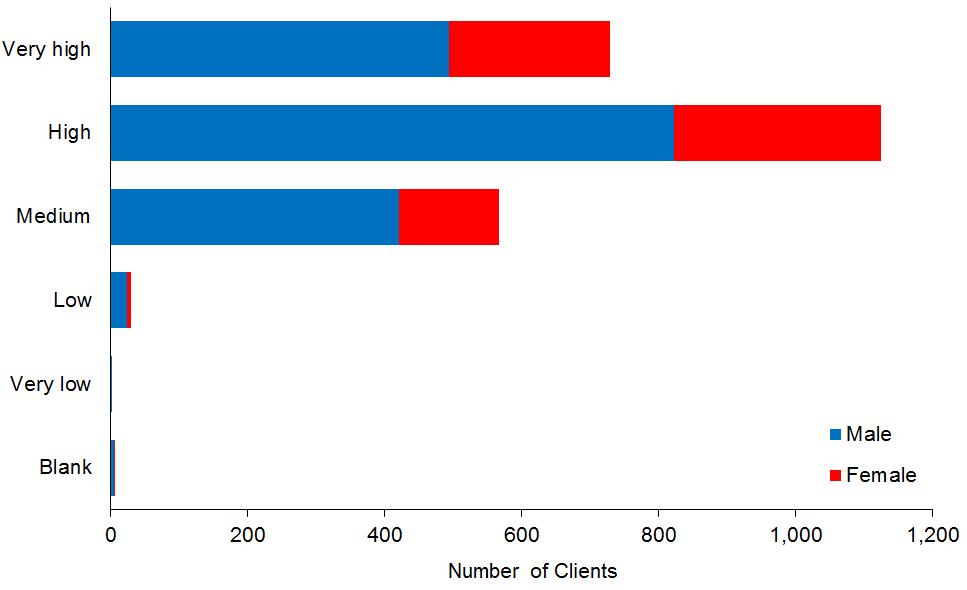 Very high
High
Medium
Low
Very low
Blank
Male
Female
0 200 400 600 800 1,000 1,200
Number of Clients